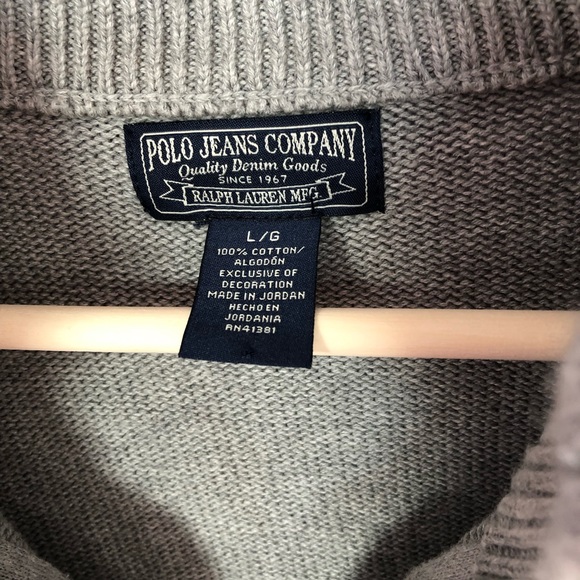 POLO JEANS COMPANY
Quality Denim Goods
SINCE 1967
RALPH LAUREN MFG.
L/G
100% COTTON/
ALGODÓN
EXCLUSIVE OF
DECORATION
MADE IN JORDAN
HECHO EN
JORDANIA
RN41381